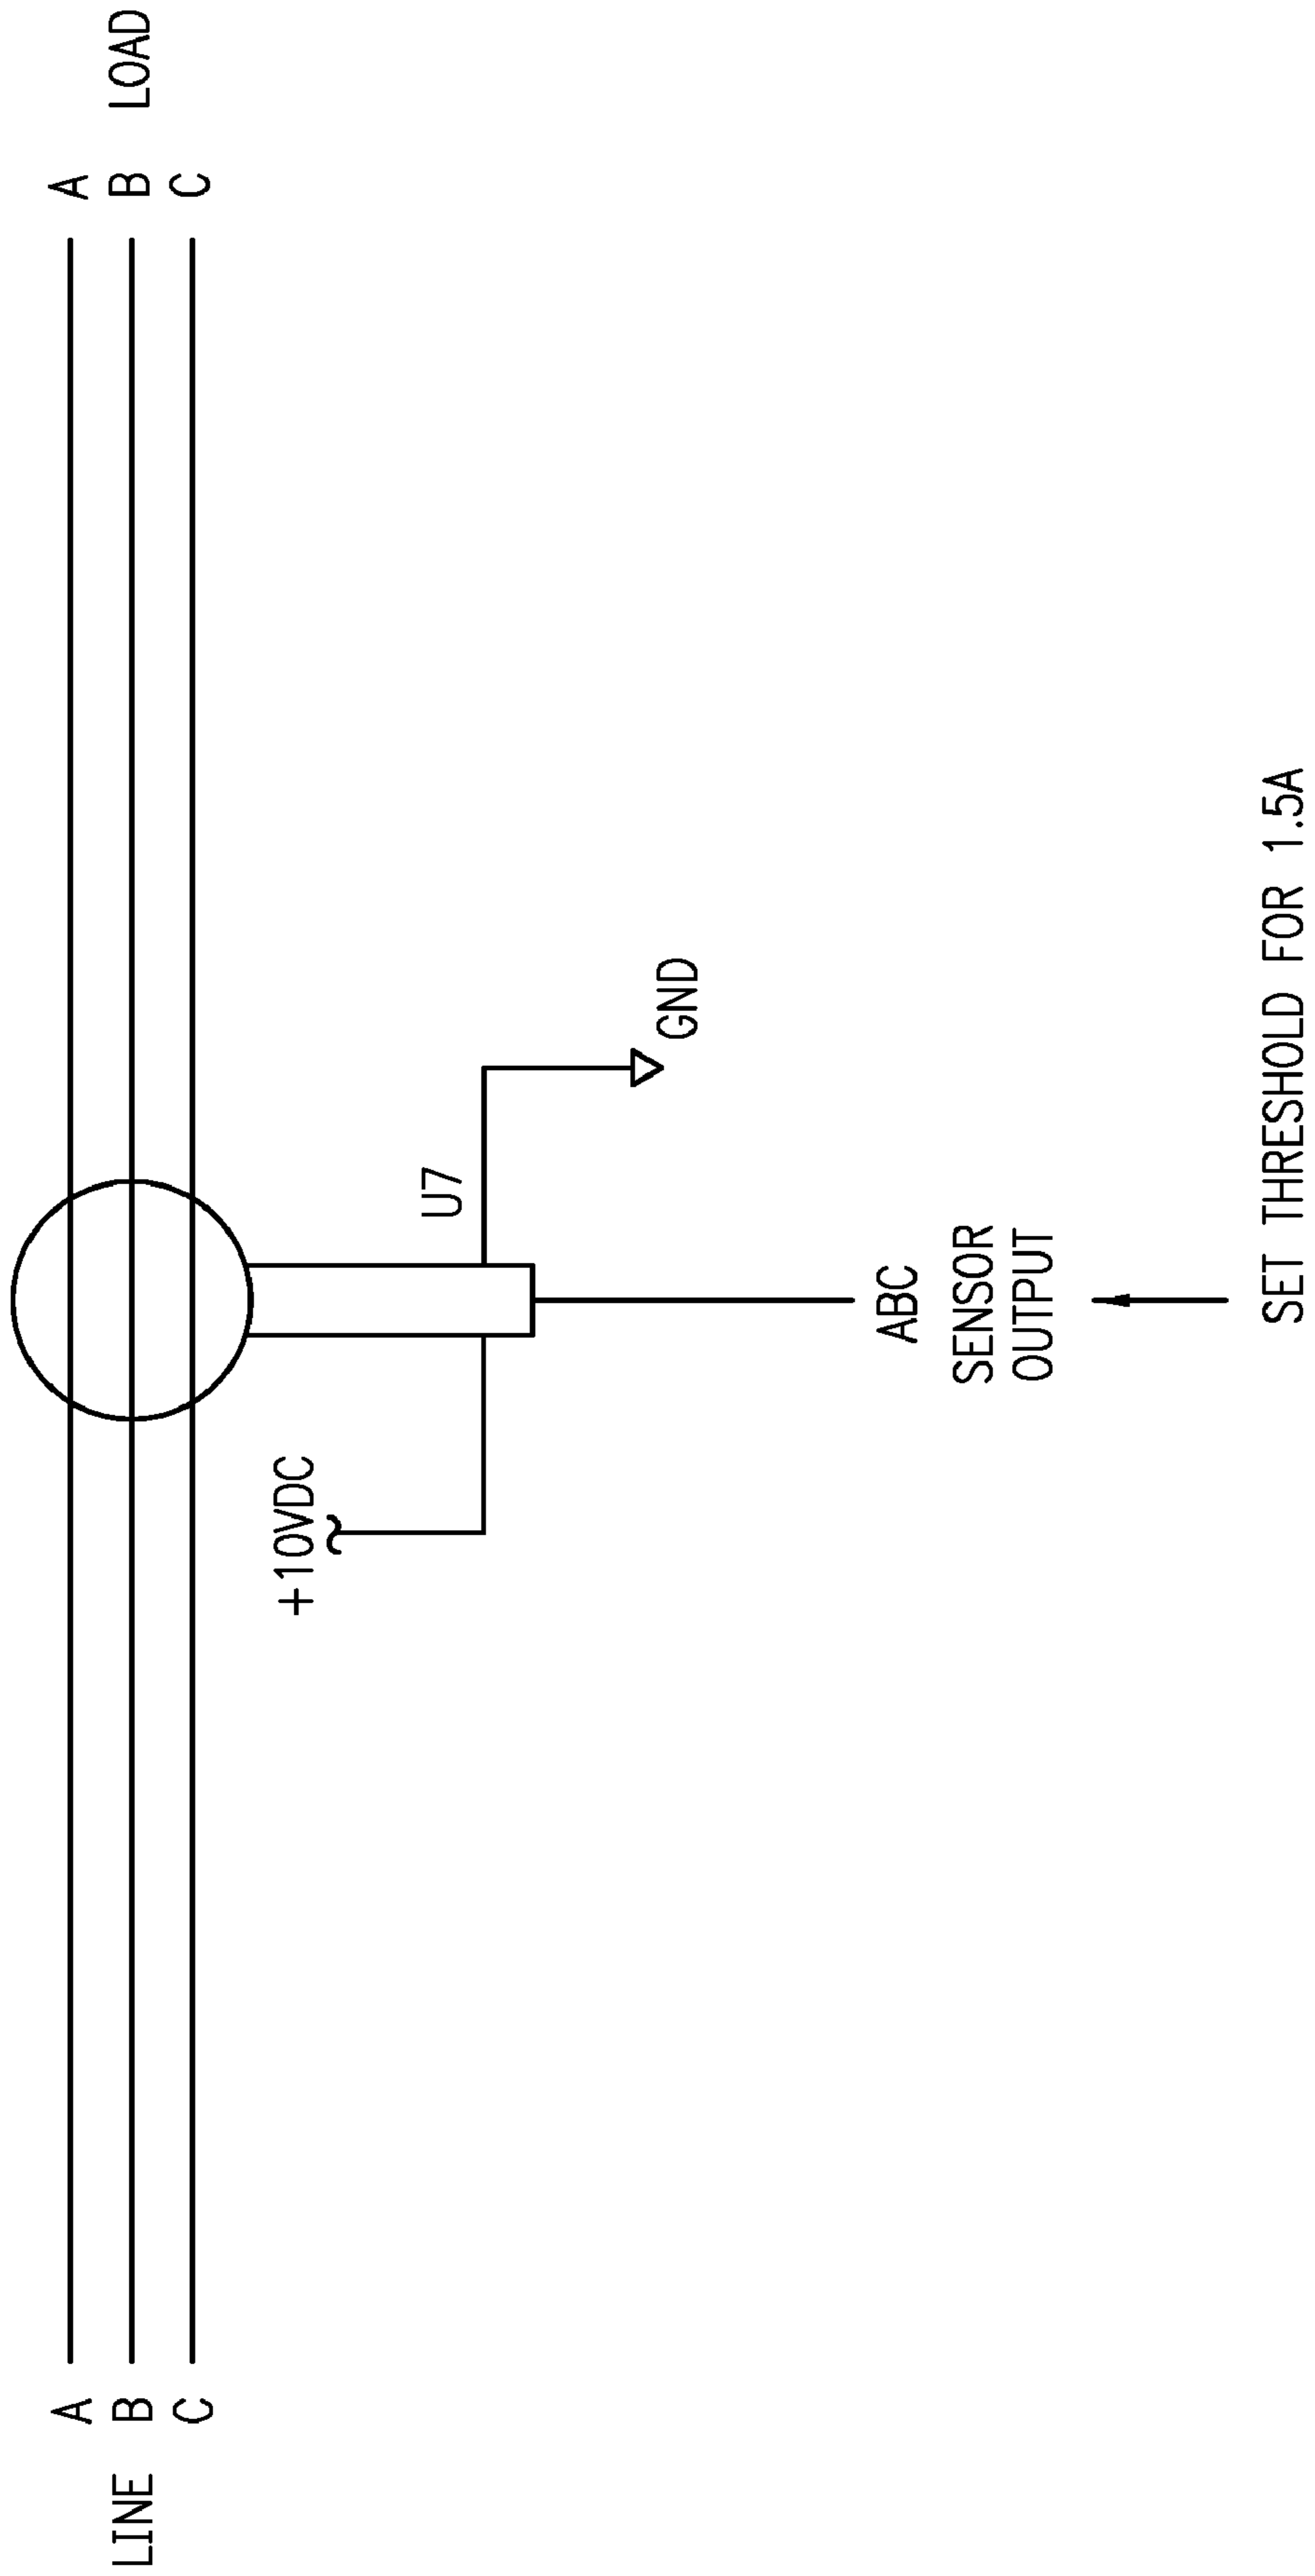 LINE
A
B
C
A
B
C
LOAD
+10VDC
U7
GND
ABC
SENSOR
OUTPUT
SET THRESHOLD FOR 1.5A